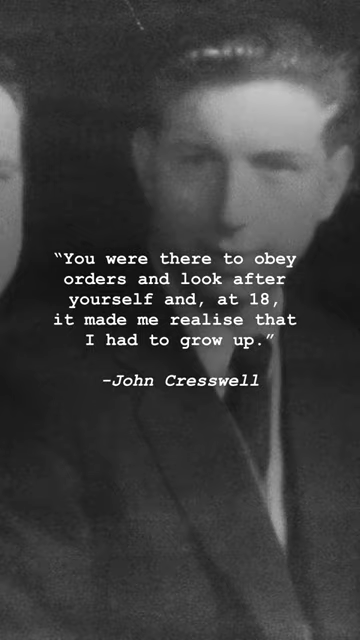 “You were there to obey
orders and look after
yourself and, at 18,
it made me realise that
I had to grow up.”
-John Cresswell